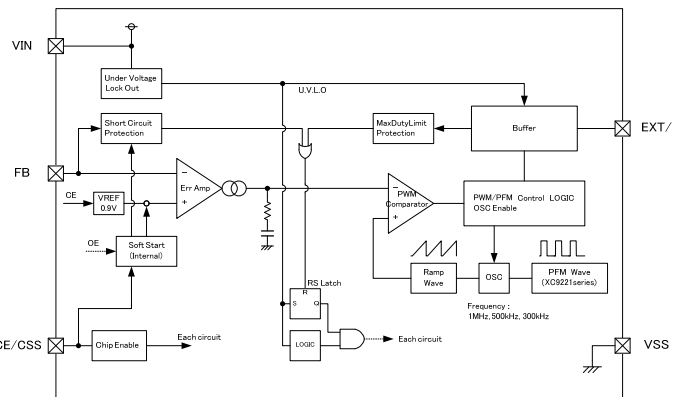 VIN
Under Voltage
Lock Out
U.V.L.O
Short Circuit
Protection
MaxDutyLimit
Protection
Buffer
EXT/
FB
CE
VREF
0.9V
Err Amp
PWM
Comparator
PWM/PFM Control LOGIC
OSC Enable
OE
Soft Start
(Internal)
Ramp
Wave
OSC
PFM Wave
(XC9221series)
Frequency :
1MHz, 500kHz, 300kHz
RS Latch
R
S
Q
CE/CSS
Chip Enable
Each circuit
LOGIC
Each circuit
VSS